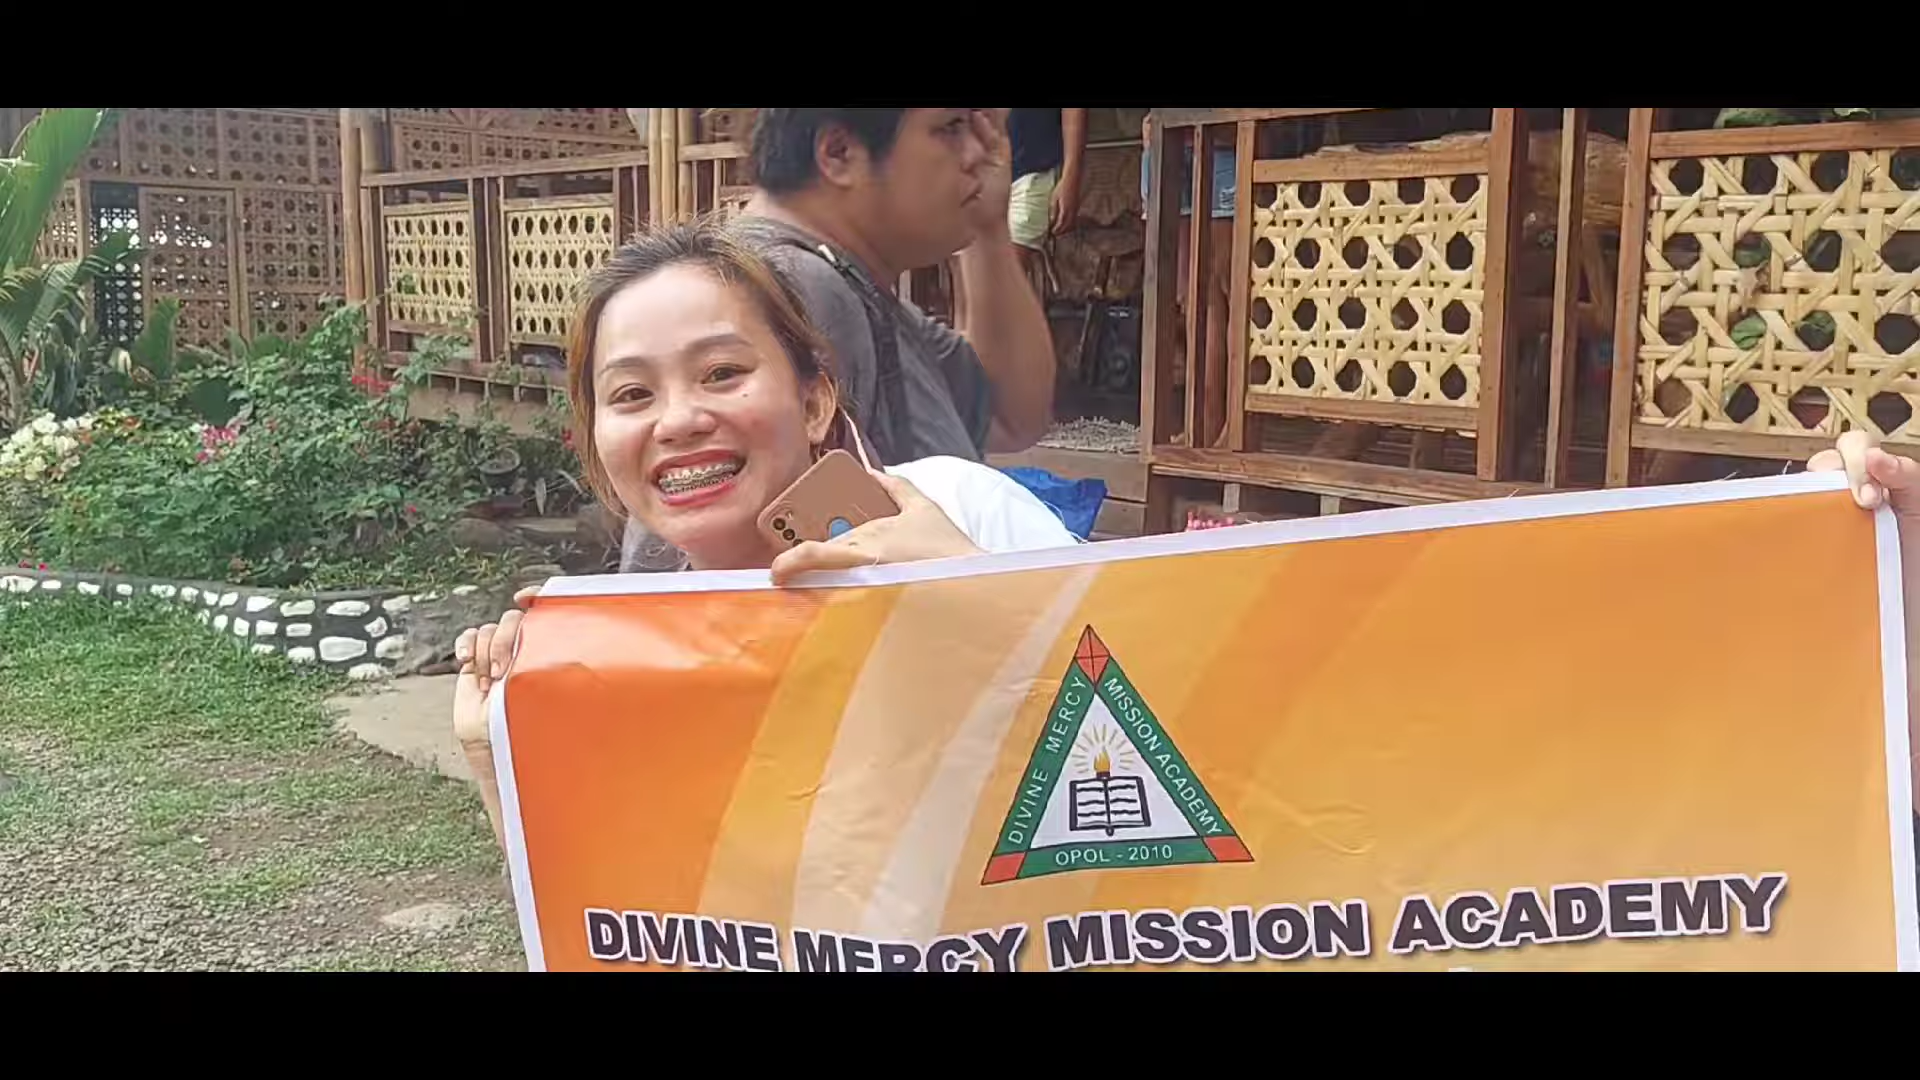 DIVINE MERCY
MISSION ACADEMY
OPOL - 2010
DIVINE MERCY MISSION ACADEMY